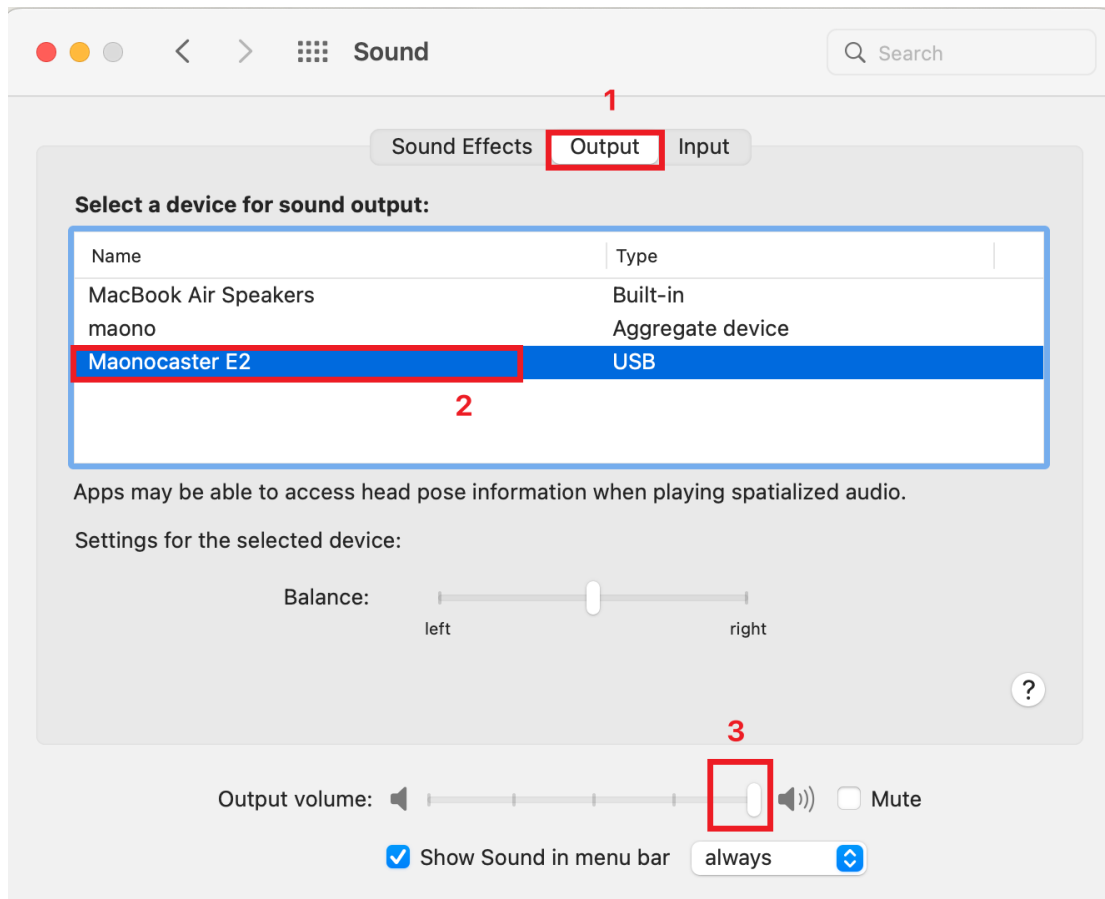 Sound
Search
1
Sound Effects Output Input
Select a device for sound output:
Name Type
MacBook Air Speakers Built-in
maono Aggregate device
Maonocaster E2 USB
2
Apps may be able to access head pose information when playing spatialized audio.
Settings for the selected device:
Balance:
left right
?
3
Output volume: Mute
Show Sound in menu bar always